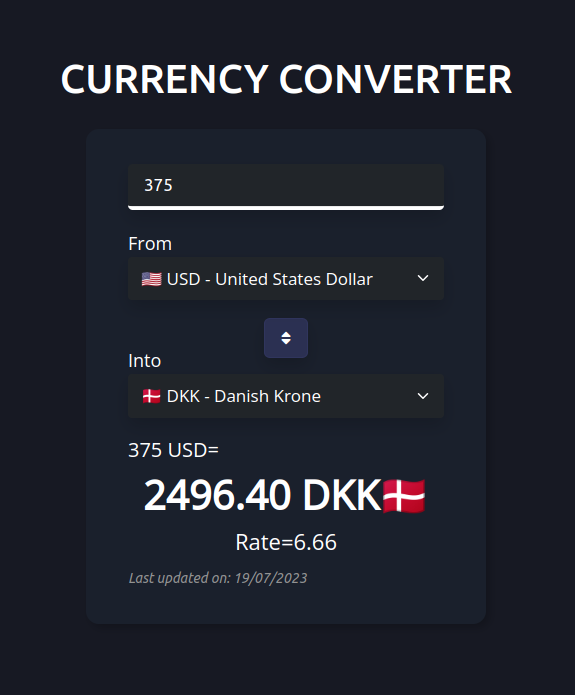 CURRENCY CONVERTER
375
From
🇺🇸 USD - United States Dollar
Into
🇩🇰 DKK - Danish Krone
375 USD=
2496.40 DKK🇩🇰
Rate=6.66
Last updated on: 19/07/2023